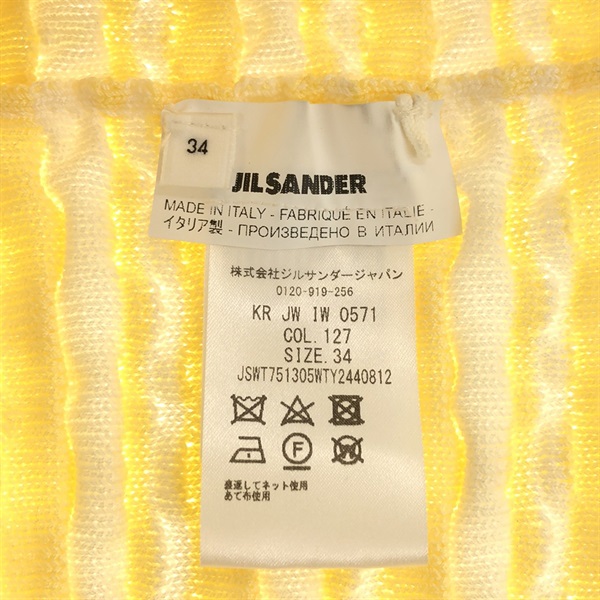 34
JIL SANDER
MADE IN ITALY - FABRIQUÉ EN ITALIE -
イタリア製 - ПРОИЗВЕДЕНО В ИТАЛИИ
株式会社ジルサンダージャパン
0120-919-256
KR JW IW 0571
COL. 127
SIZE. 34
JSWT751305WTY2440812
F
W
裏返してネット使用
あて布使用